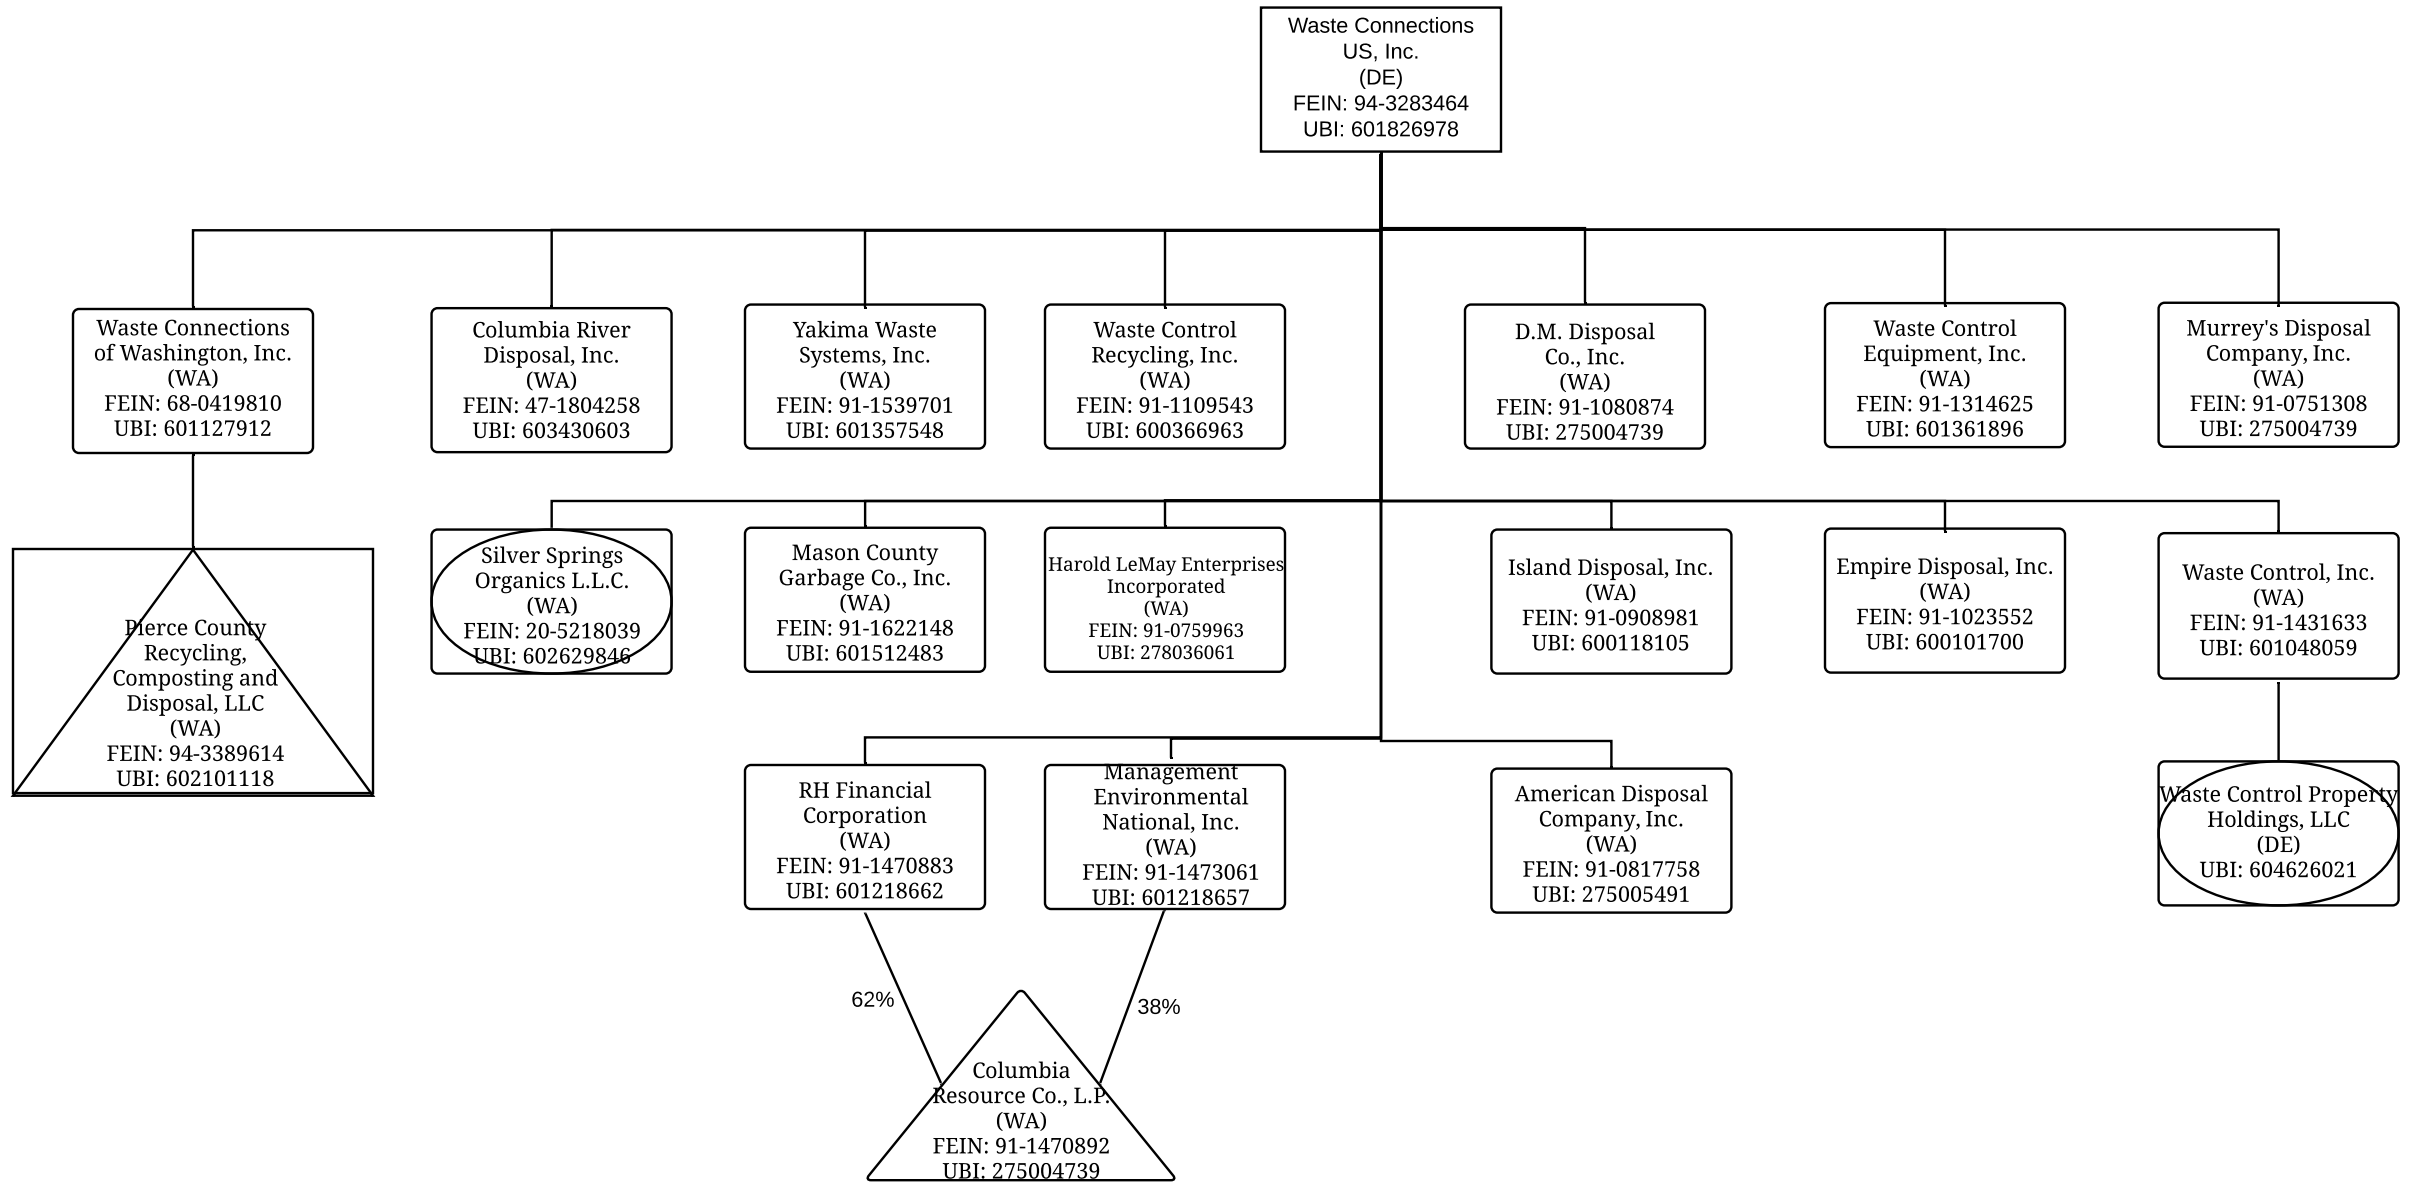 Waste Connections
US, Inc.
(DE)
FEIN: 94-3283464
UBI: 601826978
Waste Connections
of Washington, Inc.
(WA)
FEIN: 68-0419810
UBI: 601127912
Columbia River
Disposal, Inc.
(WA)
FEIN: 47-1804258
UBI: 603430603
Yakima Waste
Systems, Inc.
(WA)
FEIN: 91-1539701
UBI: 601357548
Waste Control
Recycling, Inc.
(WA)
FEIN: 91-1109543
UBI: 600366963
D.M. Disposal
Co., Inc.
(WA)
FEIN: 91-1080874
UBI: 275004739
Waste Control
Equipment, Inc.
(WA)
FEIN: 91-1314625
UBI: 601361896
Murrey's Disposal
Company, Inc.
(WA)
FEIN: 91-0751308
UBI: 275004739
Pierce County
Recycling,
Composting and
Disposal, LLC
(WA)
FEIN: 94-3389614
UBI: 602101118
Silver Springs
Organics L.L.C.
(WA)
FEIN: 20-5218039
UBI: 602629846
Mason County
Garbage Co., Inc.
(WA)
FEIN: 91-1622148
UBI: 601512483
Harold LeMay Enterprises
Incorporated
(WA)
FEIN: 91-0759963
UBI: 278036061
Island Disposal, Inc.
(WA)
FEIN: 91-0908981
UBI: 600118105
Empire Disposal, Inc.
(WA)
FEIN: 91-1023552
UBI: 600101700
Waste Control, Inc.
(WA)
FEIN: 91-1431633
UBI: 601048059
RH Financial
Corporation
(WA)
FEIN: 91-1470883
UBI: 601218662
Management
Environmental
National, Inc.
(WA)
FEIN: 91-1473061
UBI: 601218657
American Disposal
Company, Inc.
(WA)
FEIN: 91-0817758
UBI: 275005491
Waste Control Property
Holdings, LLC
(DE)
UBI: 604626021
62%
38%
Columbia
Resource Co., L.P.
(WA)
FEIN: 91-1470892
UBI: 275004739